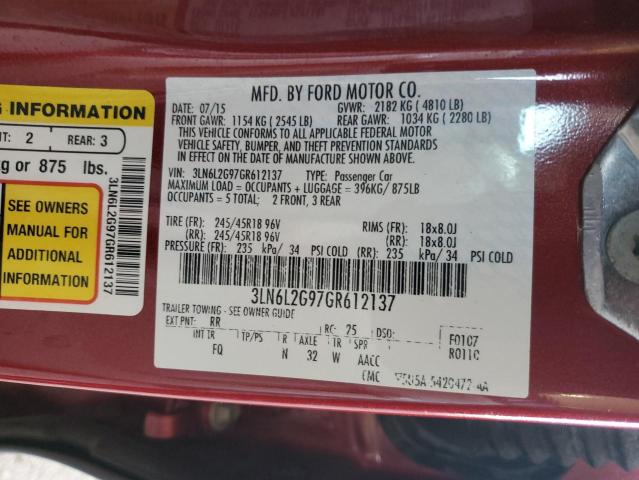 G INFORMATION
NT: 2 REAR: 3
kg or 875 lbs.
SEE OWNERS
MANUAL FOR
ADDITIONAL
INFORMATION
3LN6L2G97GR612137
MFD. BY FORD MOTOR CO.
DATE: 07/15 GVWR: 2182 KG ( 4810 LB)
FRONT GAWR: 1154 KG ( 2545 LB) REAR GAWR: 1034 KG ( 2280 LB)
THIS VEHICLE CONFORMS TO ALL APPLICABLE FEDERAL MOTOR
VEHICLE SAFETY, BUMPER, AND THEFT PREVENTION STANDARDS
IN EFFECT ON THE DATE OF MANUFACTURE SHOWN ABOVE.
VIN: 3LN6L2G97GR612137 TYPE: Passenger Car
MAXIMUM LOAD = OCCUPANTS + LUGGAGE = 396KG/ 875LB
OCCUPANTS = 5 TOTAL; 2 FRONT, 3 REAR
TIRE (FR): 245/45R18 96V RIMS (FR): 18x8.0J
(RR): 245/45R18 96V (RR): 18x8.0J
PRESSURE (FR): 235 kPa/ 34 PSI COLD (RR): 235 kPa/ 34 PSI COLD
3LN6L2G97GR612137
TRAILER TOWING - SEE OWNER GUIDE
EXT PNT: RR RC: 25 DSO: F0107
INT TR TP/PS R AXLE TR SPR R0110
FQ N 32 W AACC
CMC